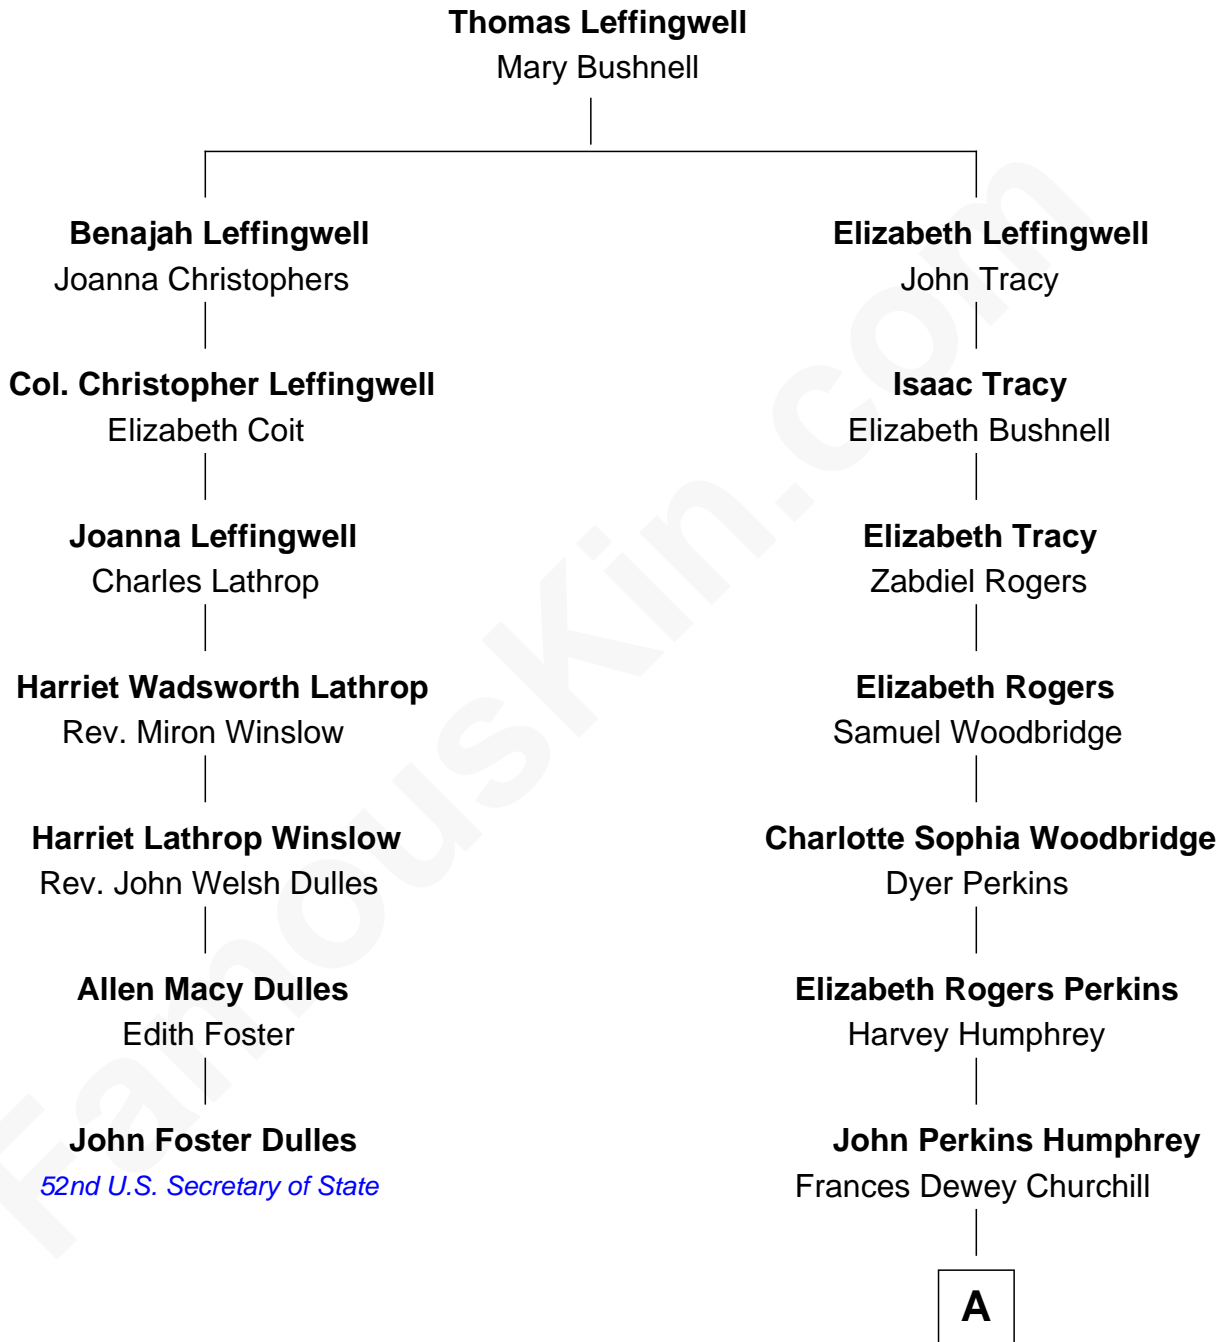 Thomas Leffingwell
Mary Bushnell
Benajah Leffingwell
Joanna Christophers
Elizabeth Leffingwell
John Tracy
Col. Christopher Leffingwell
Elizabeth Coit
Isaac Tracy
Elizabeth Bushnell
Joanna Leffingwell
Charles Lathrop
Elizabeth Tracy
Zabdiel Rogers
Harriet Wadsworth Lathrop
Rev. Miron Winslow
Elizabeth Rogers
Samuel Woodbridge
Harriet Lathrop Winslow
Rev. John Welsh Dulles
Charlotte Sophia Woodbridge
Dyer Perkins
Allen Macy Dulles
Edith Foster
Elizabeth Rogers Perkins
Harvey Humphrey
John Foster Dulles
52nd U.S. Secretary of State
John Perkins Humphrey
Frances Dewey Churchill
A
FamousKin.com